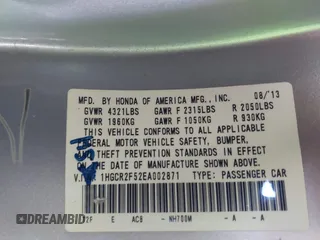 MFD. BY HONDA OF AMERICA MFG., INC. 08/13
GVWR 4321LBS GAWR F 2315LBS R 2050LBS
GVWR 1960KG GAWR F 1050KG R 930KG
THIS VEHICLE CONFORMS TO ALL APPLICABLE
FEDERAL MOTOR VEHICLE SAFETY, BUMPER,
THEFT PREVENTION STANDARDS IN EFFECT
THE DATE OF MANUFACTURE SHOWN ABOVE.
1HGCR2F52EA002871 TYPE: PASSENGER CAR
E AC8 - NH700M - A - A
DREAMBID